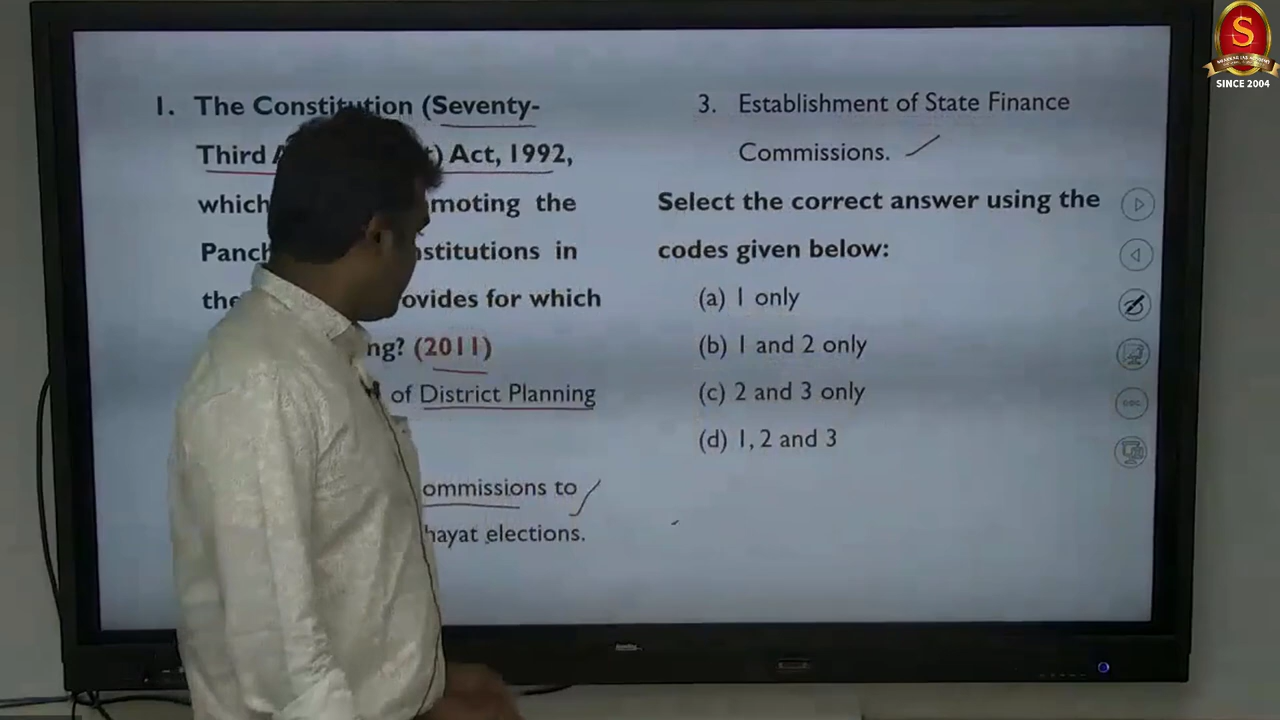 1. The Constitution (Seventy-
Third Act, 1992,
which moting the
stitutions in
the ovides for which
ng? (2011)
of District Planning
ommissions to
hayat elections.
3. Establishment of State Finance
Commissions.
Select the correct answer using the
codes given below:
(a) 1 only
(b) 1 and 2 only
(c) 2 and 3 only
(d) 1, 2 and 3
S
SINCE 2004